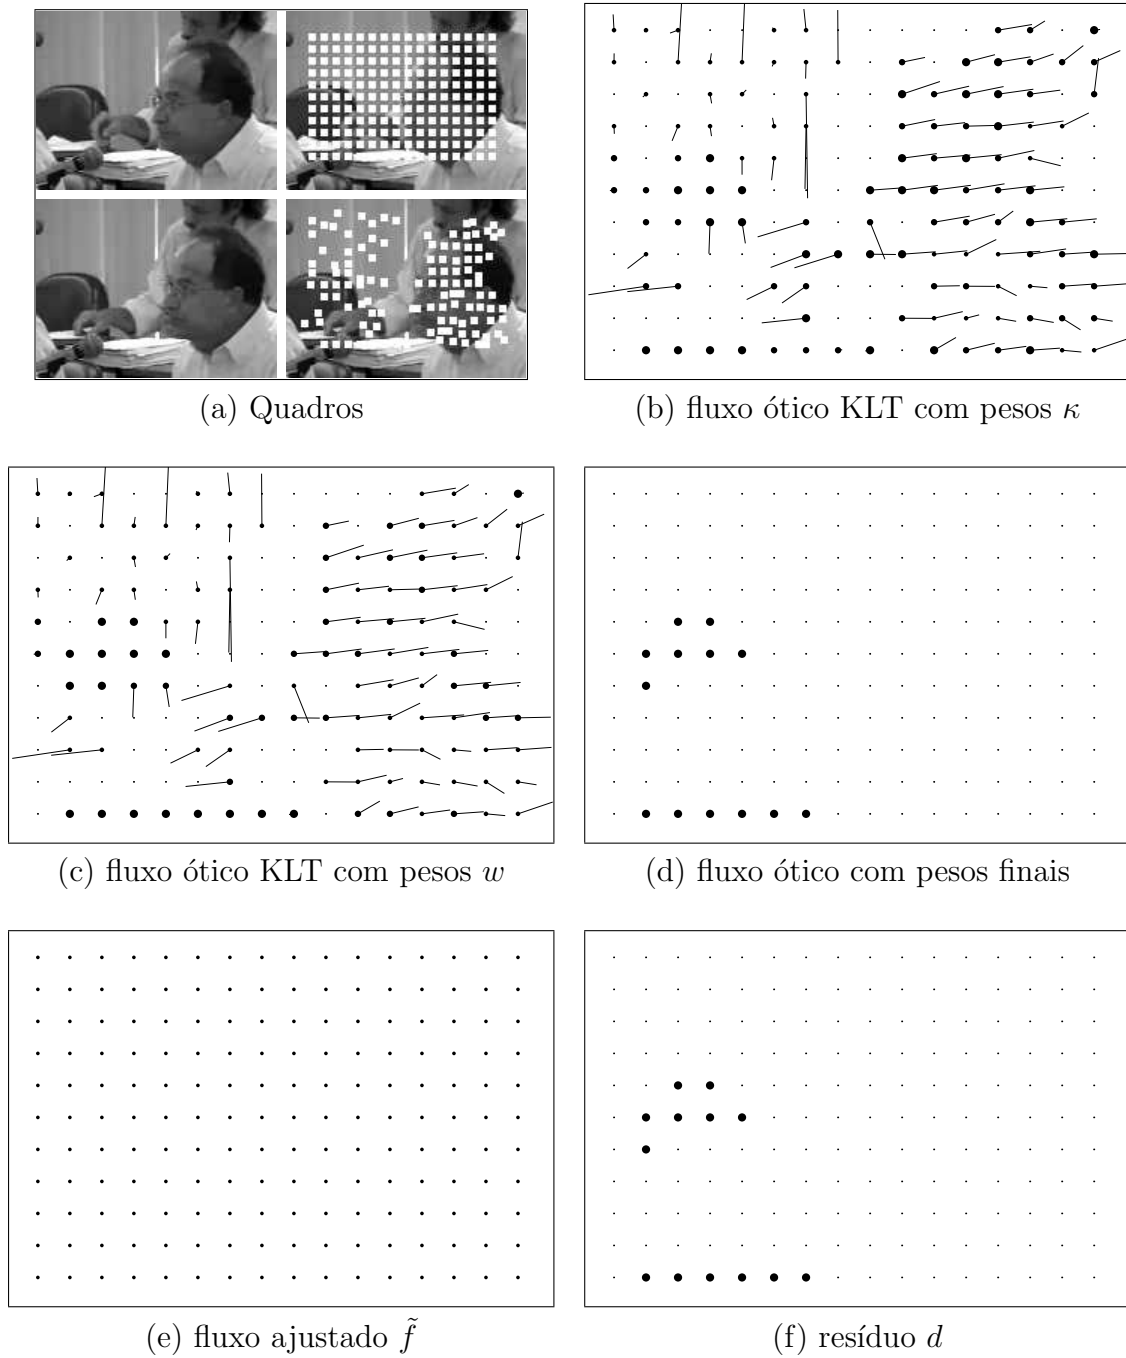 (a) Quadros
(b) fluxo ótico KLT com pesos κ
(c) fluxo ótico KLT com pesos w
(d) fluxo ótico com pesos finais
(e) fluxo ajustado f̃
(f) resíduo d